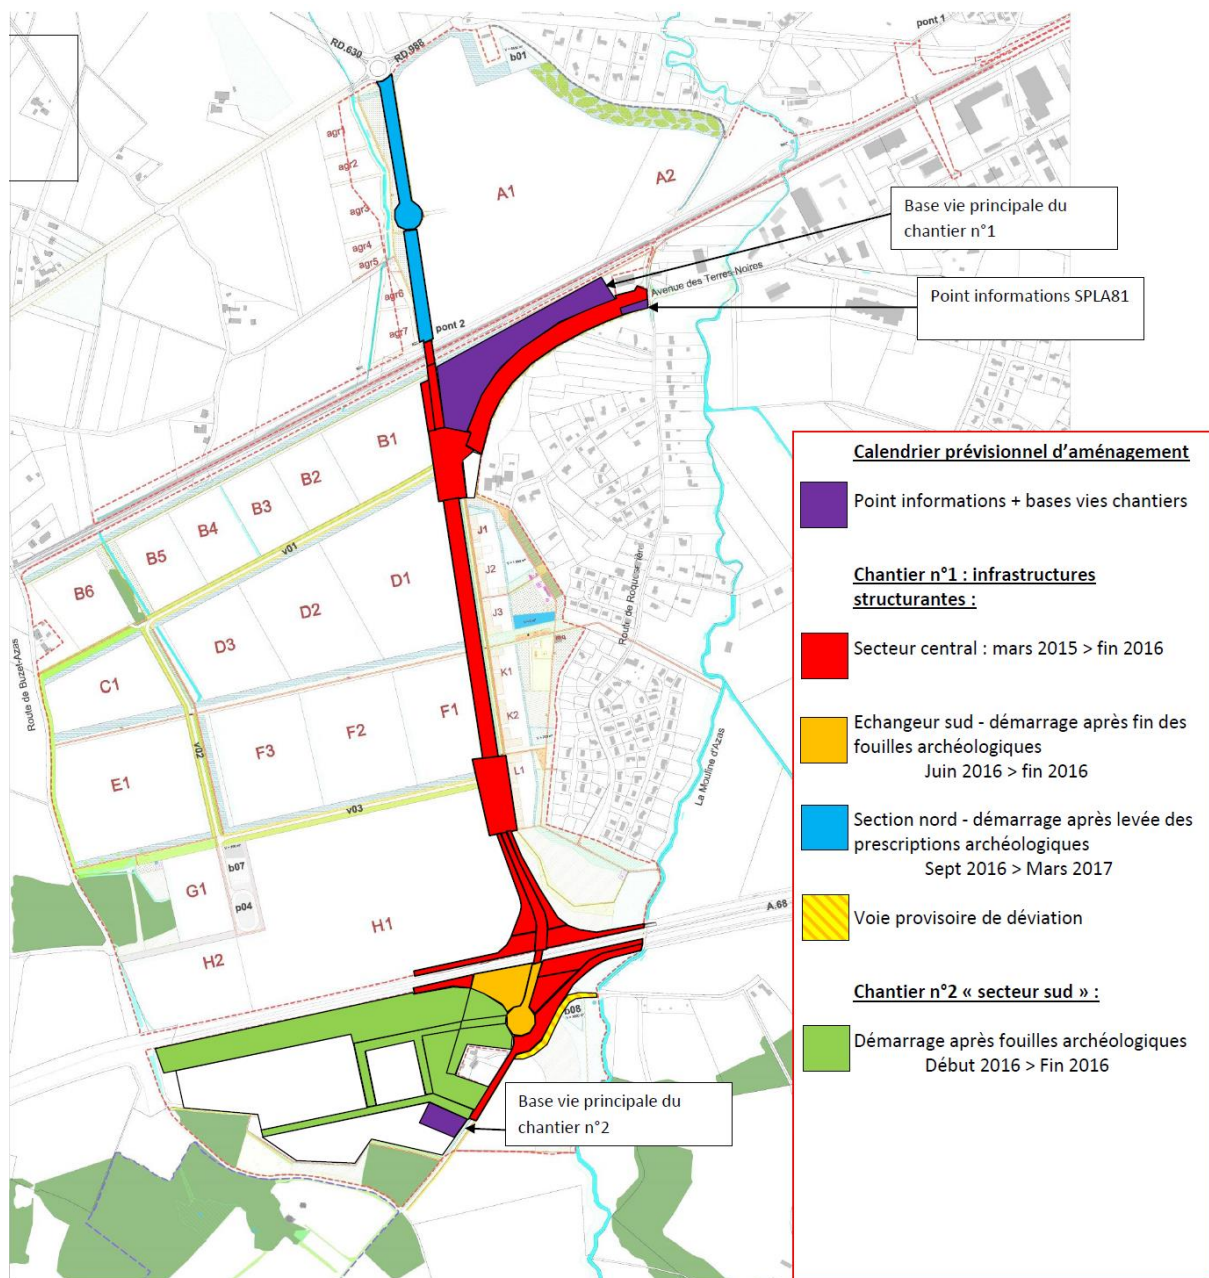 pont 1
RD.630
RD.988
b01
agr1
agr2
A1
A2
agr3
Base vie principale du
chantier n°1
agr4
agr5
Avenue des Terres-Noires
agr6
Point informations SPLA81
agr7
pont 2
B1
B2
B3
B4
B5
B6
v01
J1
J2
J3
D1
D2
D3
Route de Roquesérière
Route de Buzet-Azas
C1
K1
K2
F1
F2
F3
v02
E1
L1
La Mouline d'Azas
v03
b07
G1
p04
A.68
H1
H2
b08
Base vie principale du
chantier n°2
Calendrier prévisionnel d'aménagement
Point informations + bases vies chantiers
Chantier n°1 : infrastructures
structurantes :
Secteur central : mars 2015 > fin 2016
Echangeur sud - démarrage après fin des
fouilles archéologiques
Juin 2016 > fin 2016
Section nord - démarrage après levée des
prescriptions archéologiques
Sept 2016 > Mars 2017
Voie provisoire de déviation
Chantier n°2 « secteur sud » :
Démarrage après fouilles archéologiques
Début 2016 > Fin 2016